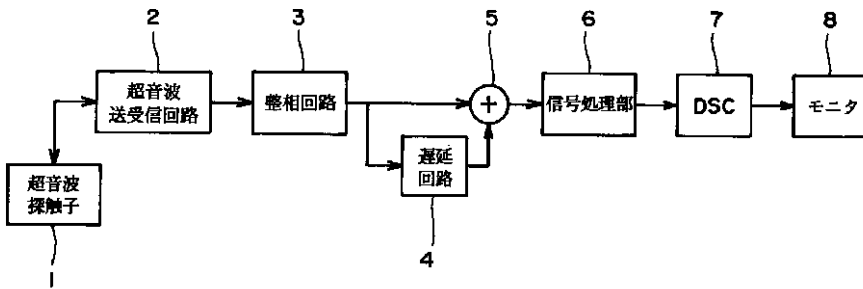 2
3
5
6
7
8
超音波
送受信回路
整相回路
+
信号処理部
DSC
モニタ
遅延
回路
超音波
探触子
4
1